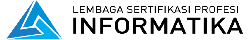 LEMBAGA SERTIFIKASI PROFESI
INFORMATIKA